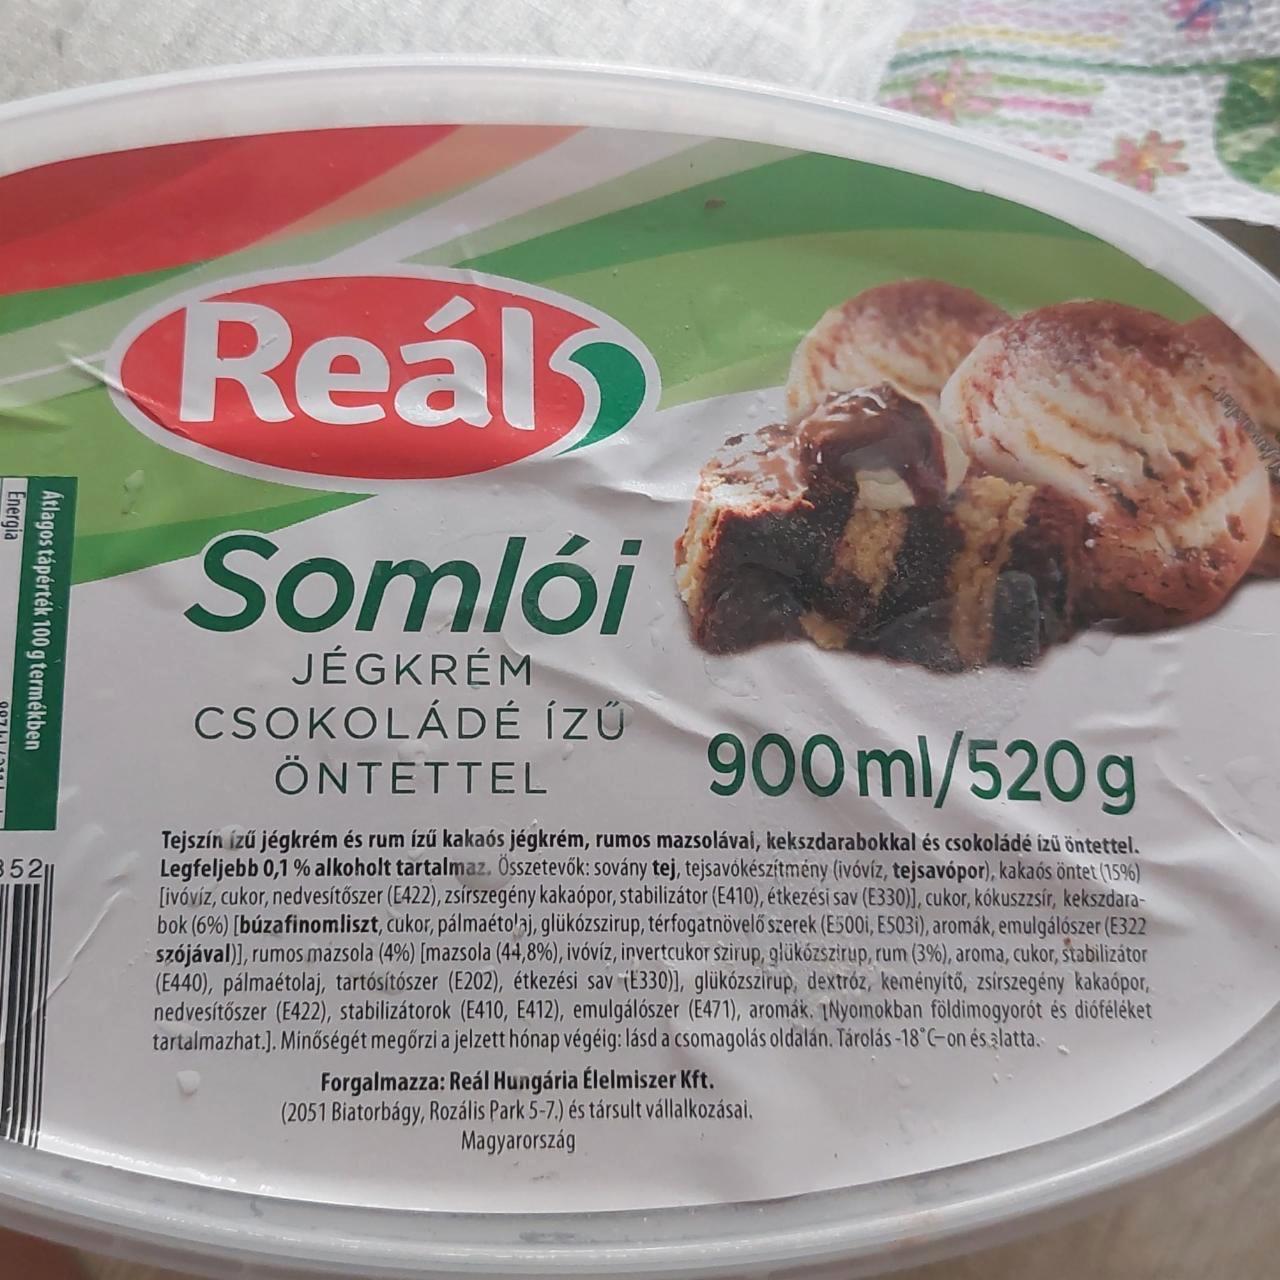 Reál
Somlói
JÉGKRÉM
CSOKOLÁDÉ ÍZŰ
ÖNTETTEL
900 ml/520 g
Tejszín ízű jégkrém és rum ízű kakaós jégkrém, rumos mazsolával, kekszdarabokkal és csokoládé ízű öntettel.
Legfeljebb 0,1 % alkoholt tartalmaz. Összetevők: sovány tej, tejsavókészítmény (ivóvíz, tejsavópor), kakaós öntet (15%)
[ivóvíz, cukor, nedvesítőszer (E422), zsírszegény kakaópor, stabilizátor (E410), étkezési sav (E330)], cukor, kókuszzsír, kekszdara-
bok (6%) [búzafinomliszt, cukor, pálmaétolaj, glükózszirup, térfogatnövelő szerek (E500i, E503i), aromák, emulgálószer (E322
szójával)], rumos mazsola (4%) [mazsola (44,8%), ivóvíz, invertcukor szirup, glükózszirup, rum (3%), aroma, cukor, stabilizátor
(E440), pálmaétolaj, tartósítószer (E202), étkezési sav (E330)], glükózszirup, dextróz, keményítő, zsírszegény kakaópor,
nedvesítőszer (E422), stabilizátorok (E410, E412), emulgálószer (E471), aromák. [Nyomokban földimogyorót és dióféléket
tartalmazhat.]. Minőségét megőrzi a jelzett hónap végéig: lásd a csomagolás oldalán. Tárolás -18°C-on és alatta.
Forgalmazza: Reál Hungária Élelmiszer Kft.
(2051 Biatorbágy, Rozális Park 5-7.) és társult vállalkozásai.
Magyarország
Átlagos tápérték 100 g termékben
Energia
352